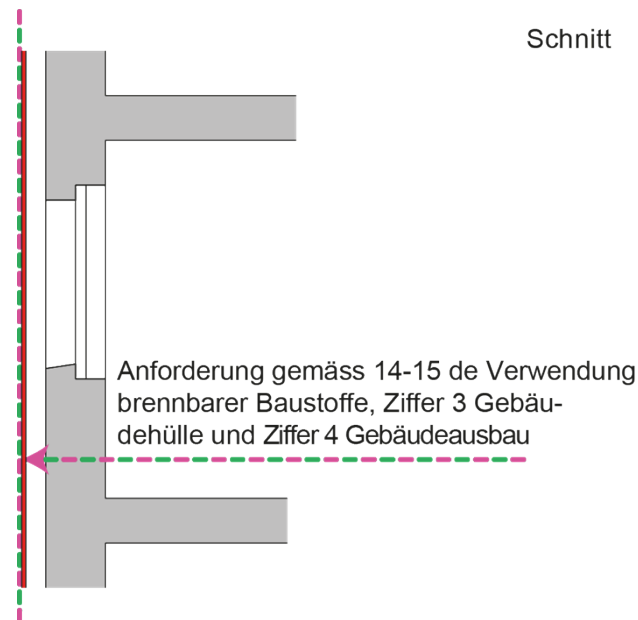 Schnitt
Anforderung gemäss 14-15 de Verwendung
brennbarer Baustoffe, Ziffer 3 Gebäu-
dehülle und Ziffer 4 Gebäudeausbau